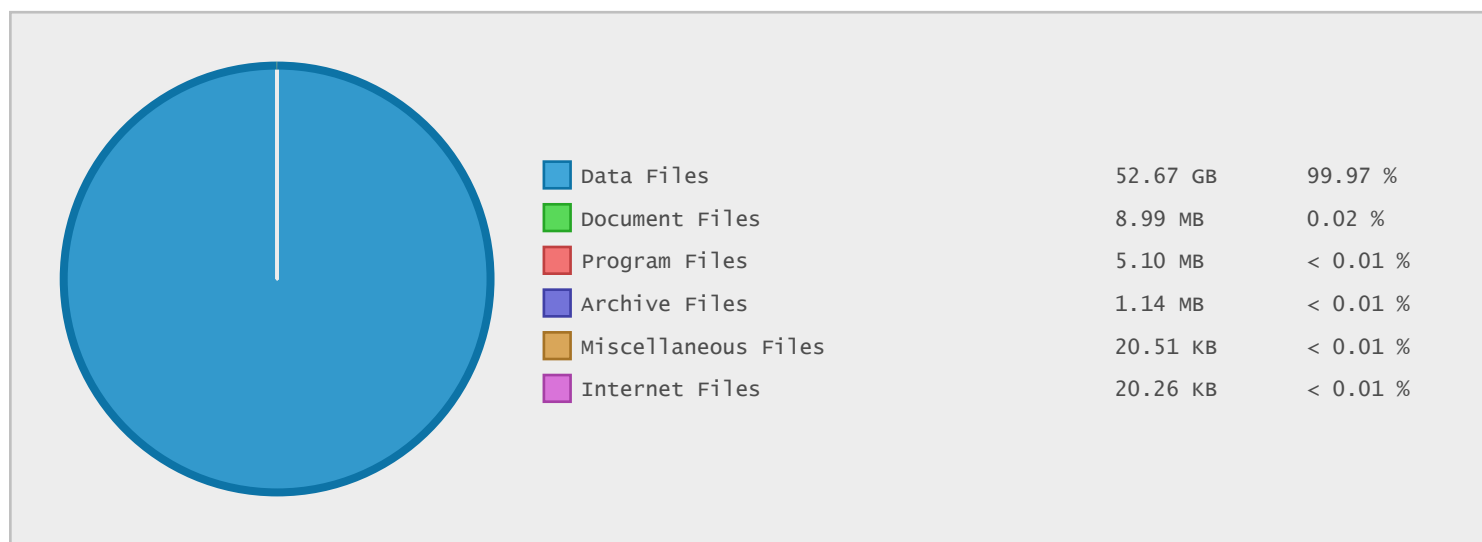 Data Files 52.67 GB 99.97 %
Document Files 8.99 MB 0.02 %
Program Files 5.10 MB < 0.01 %
Archive Files 1.14 MB < 0.01 %
Miscellaneous Files 20.51 KB < 0.01 %
Internet Files 20.26 KB < 0.01 %